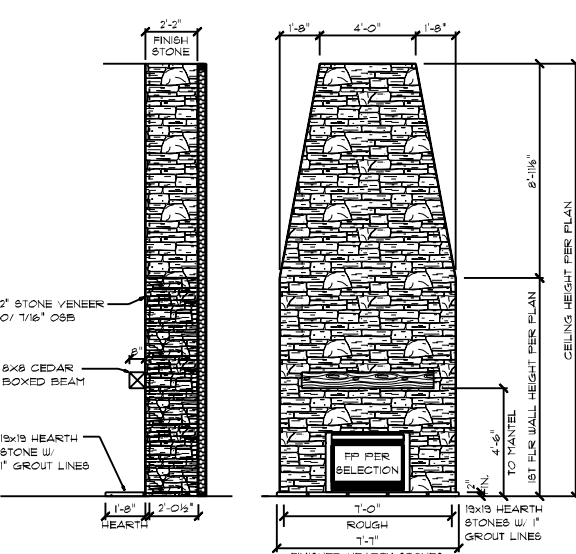 2'-2"
FINISH
STONE
1'-8" 4'-0" 1'-8"
8'-11½"
CEILING HEIGHT PER PLAN
1ST FLR WALL HEIGHT PER PLAN
2" STONE VENEER
O/ 7/16" OSB
8"
8X8 CEDAR
BOXED BEAM
19x19 HEARTH
STONE W/
1" GROUT LINES
FP PER
SELECTION
4'-6"
TO MANTEL
2"
FIN.
1'-8" 2'-0½"
HEARTH
7'-0"
ROUGH
7'-7"
19x19 HEARTH
STONES W/ 1"
GROUT LINES